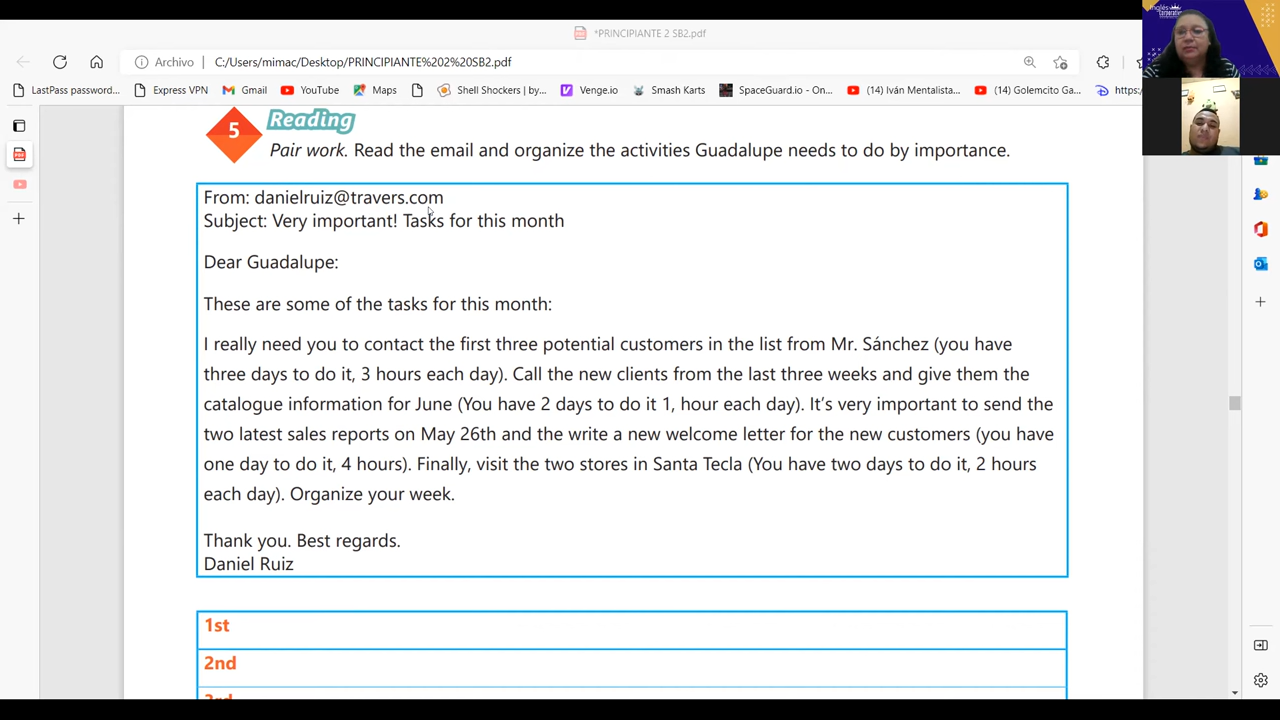 Inglés
corporativo
*PRINCIPIANTE 2 SB2.pdf
Archivo
C:/Users/mimac/Desktop/PRINCIPIANTE%202%20SB2.pdf
LastPass password...
Express VPN
Gmail
YouTube
Maps
Shell Shockers | by...
Venge.io
Smash Karts
SpaceGuard.io - On...
(14) Iván Mentalista...
(14) Golemcito Ga...
https:/
5
Reading
Pair work. Read the email and organize the activities Guadalupe needs to do by importance.
From: danielruiz@travers.com
Subject: Very important! Tasks for this month
Dear Guadalupe:
These are some of the tasks for this month:
I really need you to contact the first three potential customers in the list from Mr. Sánchez (you have
three days to do it, 3 hours each day). Call the new clients from the last three weeks and give them the
catalogue information for June (You have 2 days to do it 1, hour each day). It's very important to send the
two latest sales reports on May 26th and the write a new welcome letter for the new customers (you have
one day to do it, 4 hours). Finally, visit the two stores in Santa Tecla (You have two days to do it, 2 hours
each day). Organize your week.
Thank you. Best regards.
Daniel Ruiz
1st
2nd
3rd